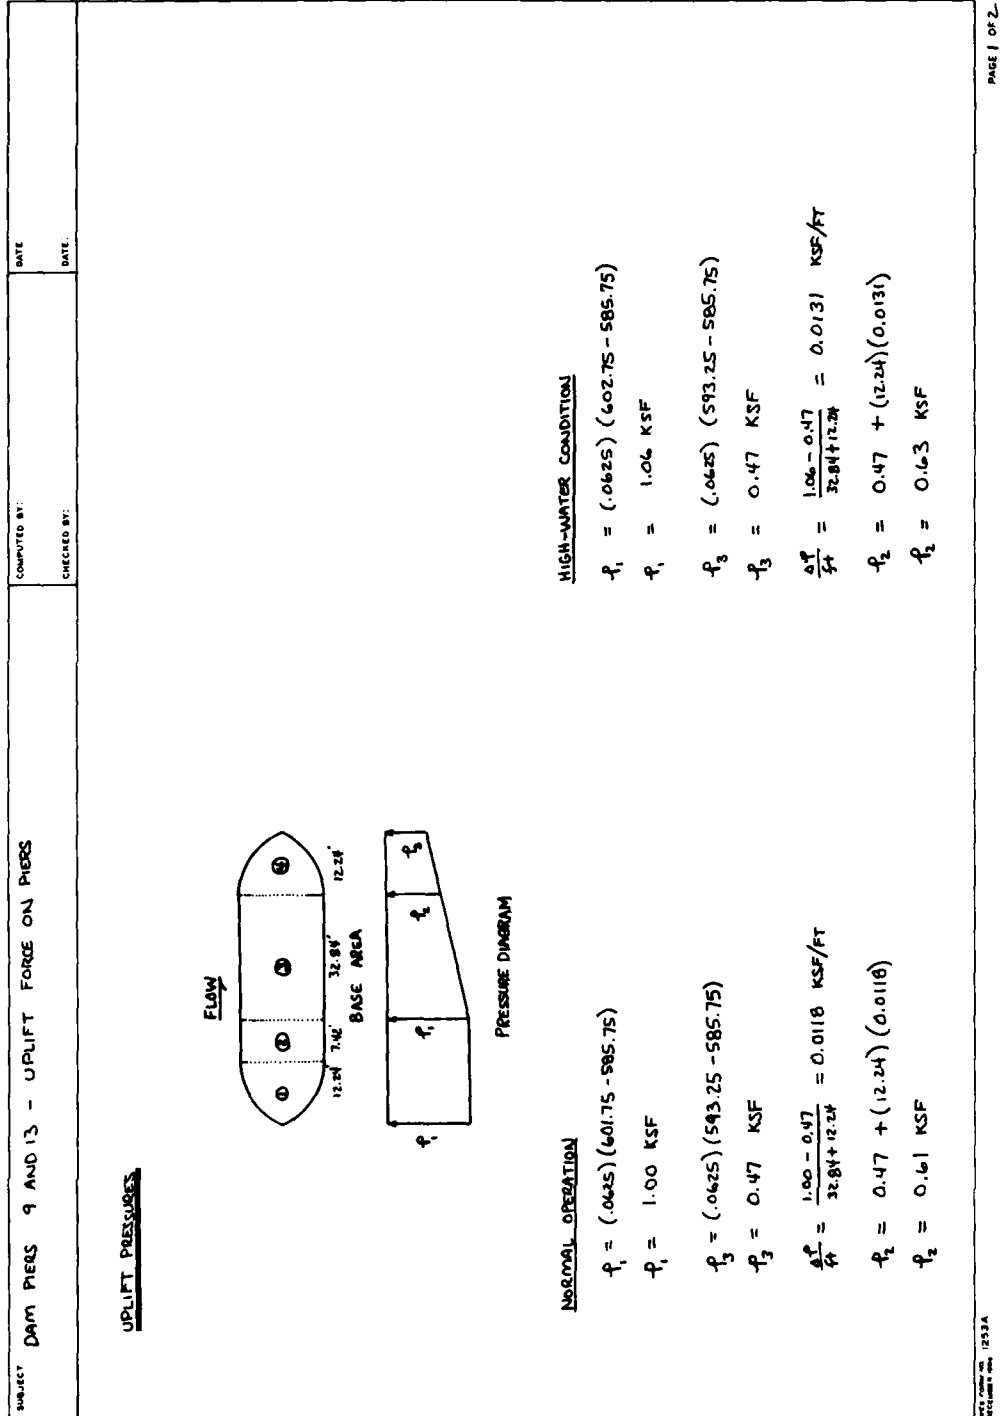 SUBJECT
DAM PIERS 9 AND 13 - UPLIFT FORCE ON PIERS
COMPUTED BY:
DATE
CHECKED BY:
DATE:
UPLIFT PRESSURES
FLOW
1 2 3 4
12.24' 7.42' 32.84' 12.24'
BASE AREA
P₁ P₁ P₂ P₃
PRESSURE DIAGRAM
NORMAL OPERATION
P₁ = (.0625)(601.75 - 585.75)
P₁ = 1.00 KSF
P₃ = (.0625)(593.25 - 585.75)
P₃ = 0.47 KSF
ΔP/ft = (1.00 - 0.47)/(32.84 + 12.24) = 0.0118 KSF/FT
P₂ = 0.47 + (12.24)(0.0118)
P₂ = 0.61 KSF
HIGH-WATER CONDITION
P₁ = (.0625)(602.75 - 585.75)
P₁ = 1.06 KSF
P₃ = (.0625)(593.25 - 585.75)
P₃ = 0.47 KSF
ΔP/ft = (1.06 - 0.47)/(32.84 + 12.24) = 0.0131 KSF/FT
P₂ = 0.47 + (12.24)(0.0131)
P₂ = 0.63 KSF
1253A
PAGE 1 OF 2